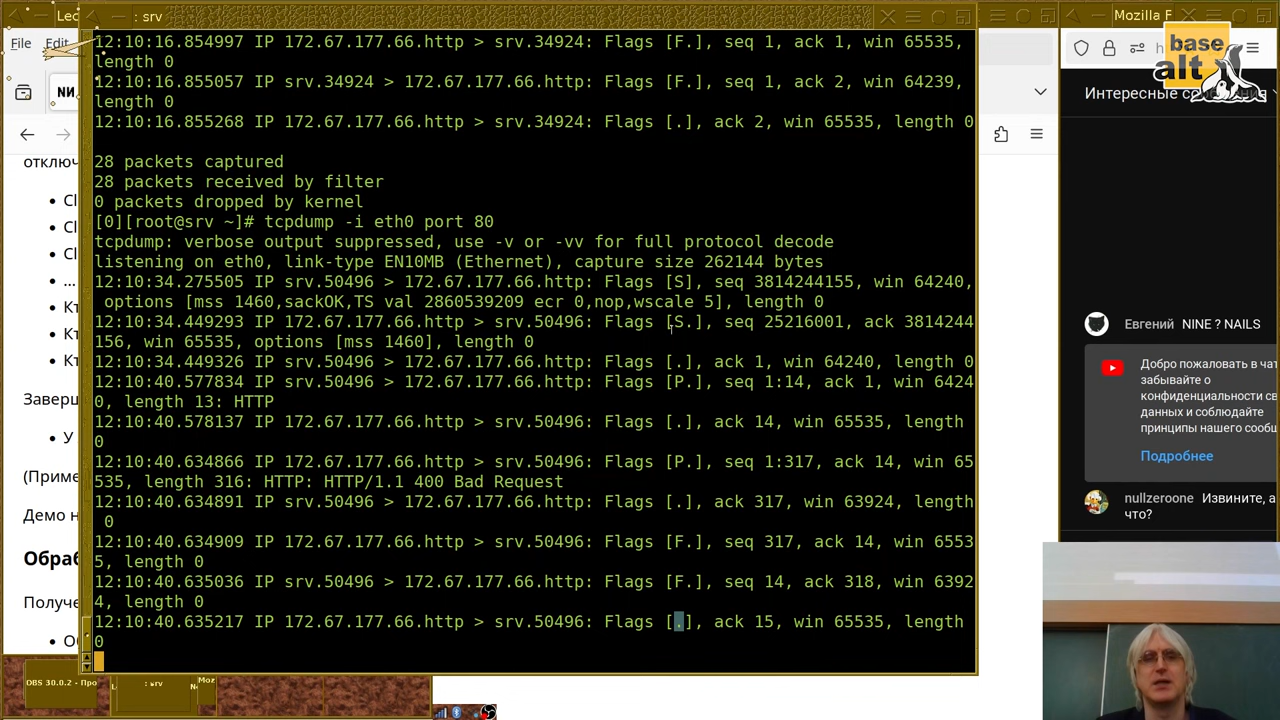 Lec
: srv
Mozilla F
File
Edit
отключ
Cl
Cl
Cl
...
Кт
Кт
Кт
Заверш
У
(Приме
Демо н
Обраб
Получе
Об
12:10:16.854997 IP 172.67.177.66.http > srv.34924: Flags [F.], seq 1, ack 1, win 65535,
length 0
12:10:16.855057 IP srv.34924 > 172.67.177.66.http: Flags [F.], seq 1, ack 2, win 64239,
length 0
12:10:16.855268 IP 172.67.177.66.http > srv.34924: Flags [.], ack 2, win 65535, length 0
28 packets captured
28 packets received by filter
0 packets dropped by kernel
[0][root@srv ~]# tcpdump -i eth0 port 80
tcpdump: verbose output suppressed, use -v or -vv for full protocol decode
listening on eth0, link-type EN10MB (Ethernet), capture size 262144 bytes
12:10:34.275505 IP srv.50496 > 172.67.177.66.http: Flags [S], seq 3814244155, win 64240,
options [mss 1460,sackOK,TS val 2860539209 ecr 0,nop,wscale 5], length 0
12:10:34.449293 IP 172.67.177.66.http > srv.50496: Flags [S.], seq 25216001, ack 3814244
156, win 65535, options [mss 1460], length 0
12:10:34.449326 IP srv.50496 > 172.67.177.66.http: Flags [.], ack 1, win 64240, length 0
12:10:40.577834 IP srv.50496 > 172.67.177.66.http: Flags [P.], seq 1:14, ack 1, win 6424
0, length 13: HTTP
12:10:40.578137 IP 172.67.177.66.http > srv.50496: Flags [.], ack 14, win 65535, length
0
12:10:40.634866 IP 172.67.177.66.http > srv.50496: Flags [P.], seq 1:317, ack 14, win 65
535, length 316: HTTP: HTTP/1.1 400 Bad Request
12:10:40.634891 IP srv.50496 > 172.67.177.66.http: Flags [.], ack 317, win 63924, length
0
12:10:40.634909 IP 172.67.177.66.http > srv.50496: Flags [F.], seq 317, ack 14, win 6553
5, length 0
12:10:40.635036 IP srv.50496 > 172.67.177.66.http: Flags [F.], seq 14, ack 318, win 6392
4, length 0
12:10:40.635217 IP 172.67.177.66.http > srv.50496: Flags [.], ack 15, win 65535, length
0
base
alt
Интересные со
Евгений NINE ? NAILS
Добро пожаловать в чат
забывайте о
конфиденциальности св
данных и соблюдайте
принципы нашего сообщ
Подробнее
nullzeroone Извините, а
что?
OBS 30.0.2 - Про
: srv
Moz